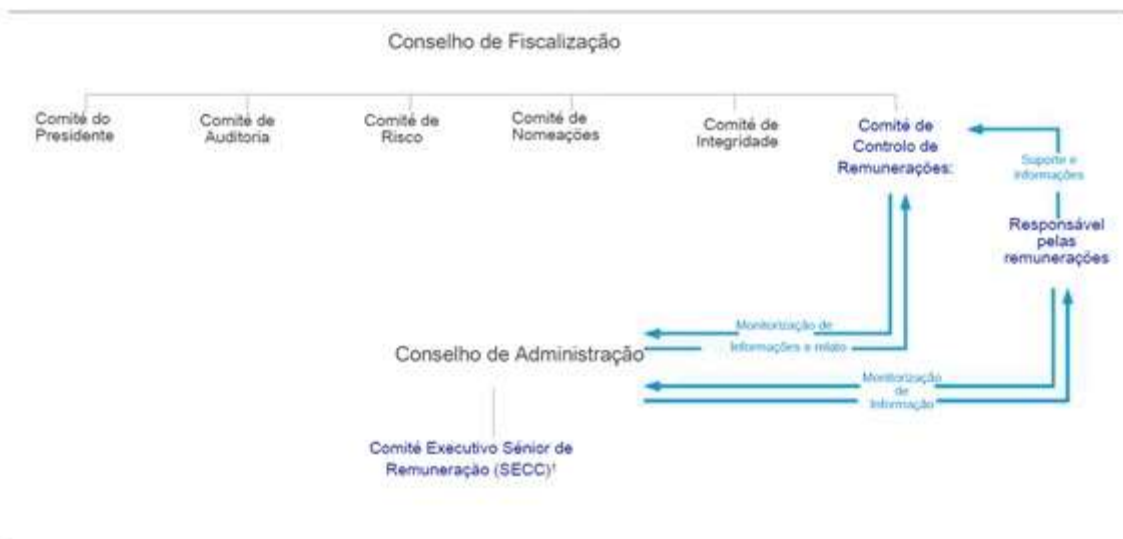 Conselho de Fiscalização
Comité do
Presidente
Comité de
Auditoria
Comité de
Risco
Comité de
Nomeações
Comité de
Integridade
Comité de
Controlo de
Remunerações:
Suporte e
informações
Responsável
pelas
remunerações
Monitorização de
Informações e relato
Conselho de Administração
Monitorização
de
Informação
Comité Executivo Sénior de
Remuneração (SECC)¹